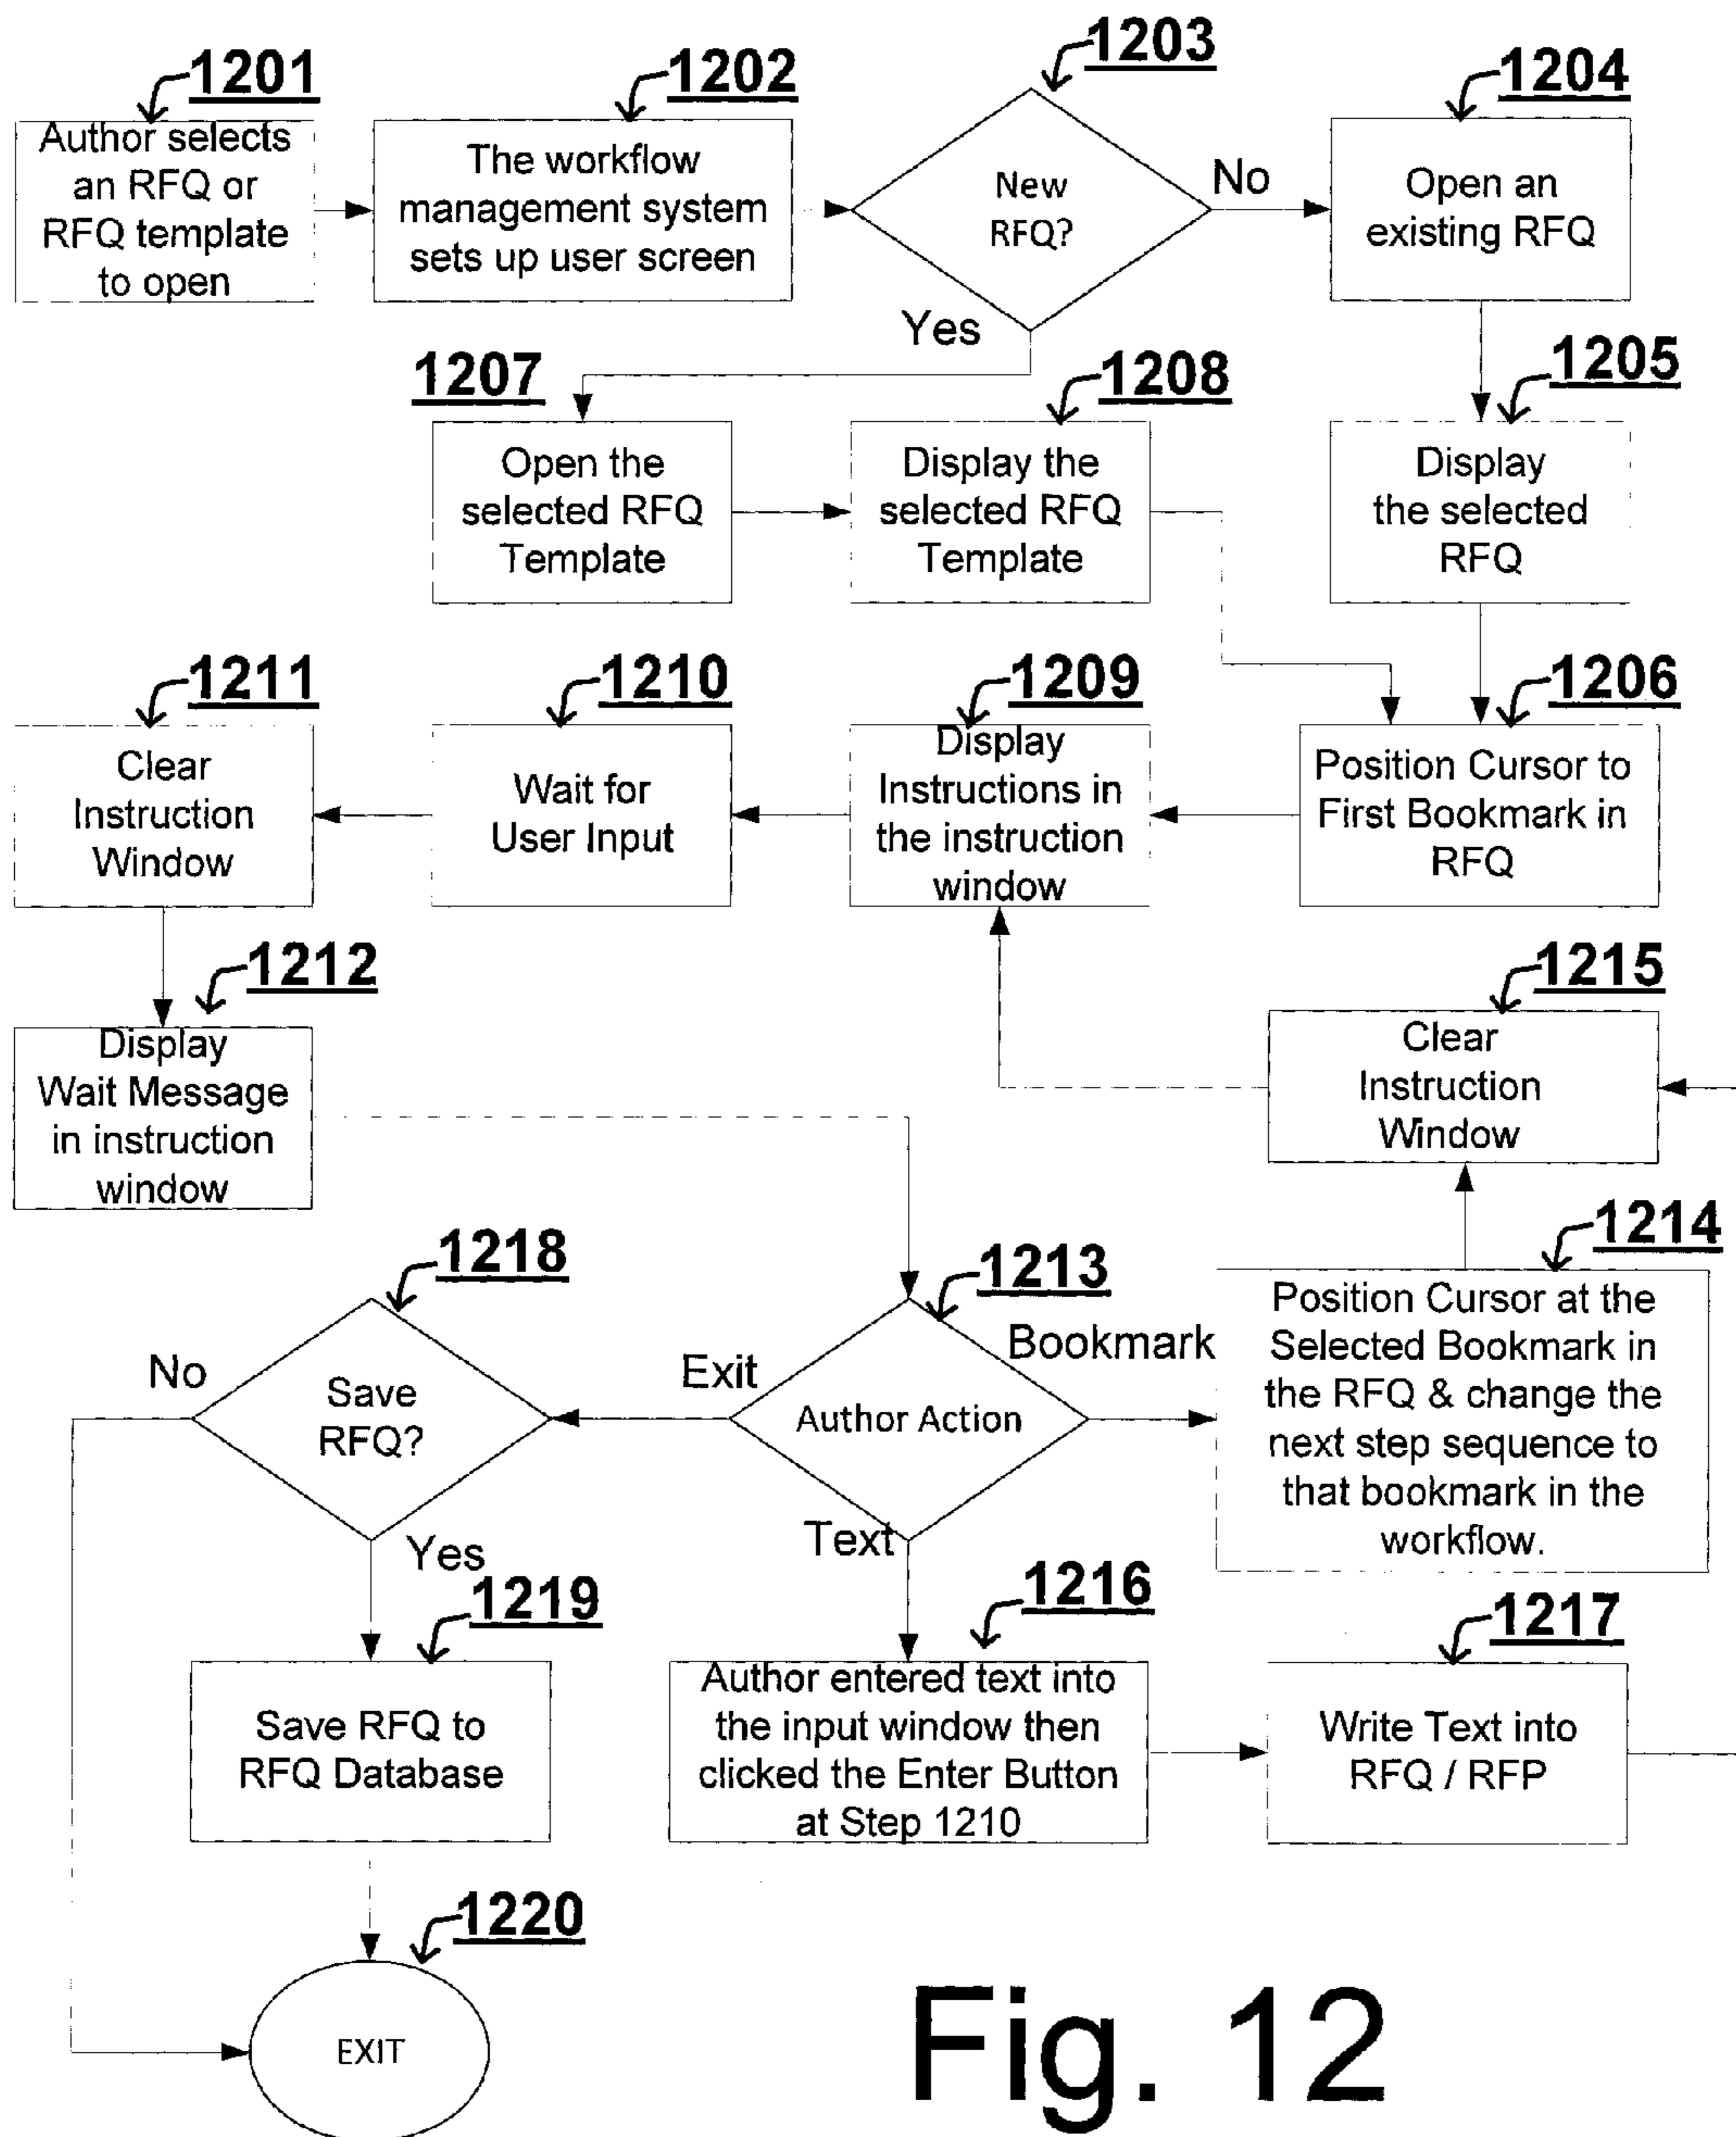 1201
Author selects
an RFQ or
RFQ template
to open
1202
The workflow
management system
sets up user screen
1203
New
RFQ?
No
Yes
1204
Open an
existing RFQ
1205
Display
the selected
RFQ
1207
Open the
selected RFQ
Template
1208
Display the
selected RFQ
Template
1206
Position Cursor to
First Bookmark in
RFQ
1209
Display
Instructions in
the instruction
window
1210
Wait for
User Input
1211
Clear
Instruction
Window
1212
Display
Wait Message
in instruction
window
1215
Clear
Instruction
Window
1213
Author Action
Bookmark
Exit
Text
1214
Position Cursor at the
Selected Bookmark in
the RFQ & change the
next step sequence to
that bookmark in the
workflow.
1218
Save
RFQ?
No
Yes
1219
Save RFQ to
RFQ Database
1216
Author entered text into
the input window then
clicked the Enter Button
at Step 1210
1217
Write Text into
RFQ / RFP
1220
EXIT
Fig. 12